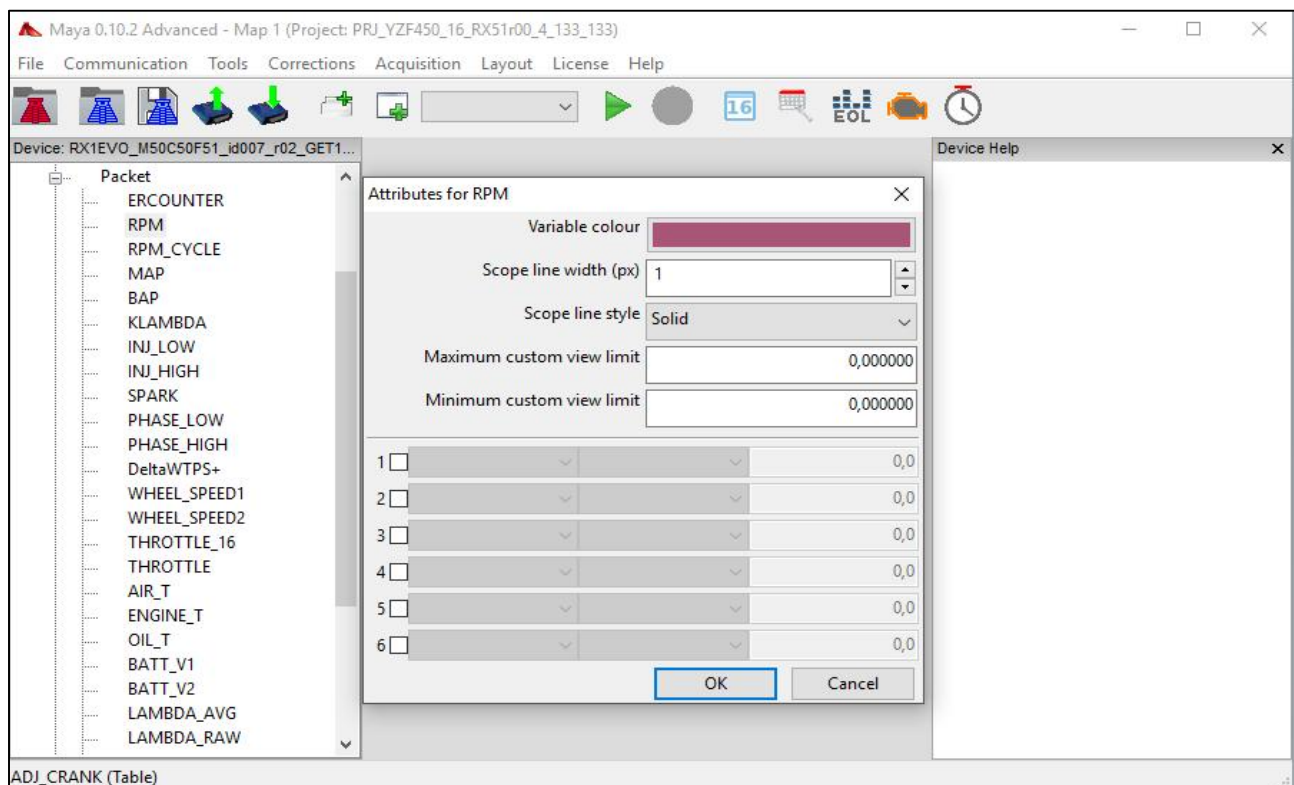 Maya 0.10.2 Advanced - Map 1 (Project: PRJ_YZF450_16_RX51r00_4_133_133)
File Communication Tools Corrections Acquisition Layout License Help
16
EOL
Device: RX1EVO_M50C50F51_id007_r02_GET1...
Device Help
Packet
ERCOUNTER
RPM
RPM_CYCLE
MAP
BAP
KLAMBDA
INJ_LOW
INJ_HIGH
SPARK
PHASE_LOW
PHASE_HIGH
DeltaWTPS+
WHEEL_SPEED1
WHEEL_SPEED2
THROTTLE_16
THROTTLE
AIR_T
ENGINE_T
OIL_T
BATT_V1
BATT_V2
LAMBDA_AVG
LAMBDA_RAW
Attributes for RPM
Variable colour
Scope line width (px) 1
Scope line style Solid
Maximum custom view limit 0,000000
Minimum custom view limit 0,000000
1 0,0
2 0,0
3 0,0
4 0,0
5 0,0
6 0,0
OK Cancel
ADJ_CRANK (Table)